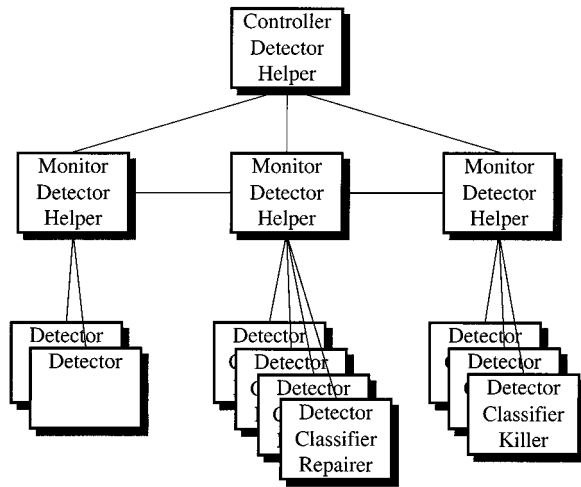 Controller
Detector
Helper
Monitor
Detector
Helper
Monitor
Detector
Helper
Monitor
Detector
Helper
Detector
Detector
Detector
Detector
Detector
Detector
Classifier
Repairer
Detector
Detector
Detector
Classifier
Killer